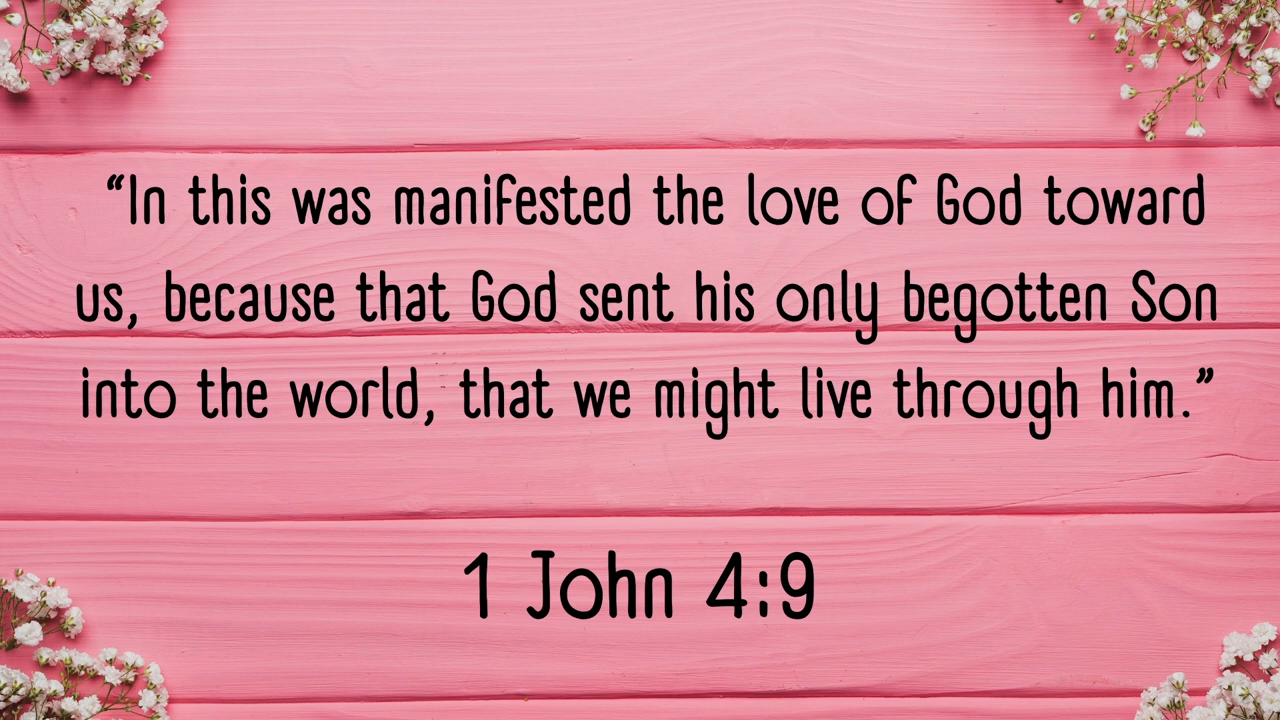 “In this was manifested the love of God toward
us, because that God sent his only begotten Son
into the world, that we might live through him.”
1 John 4:9